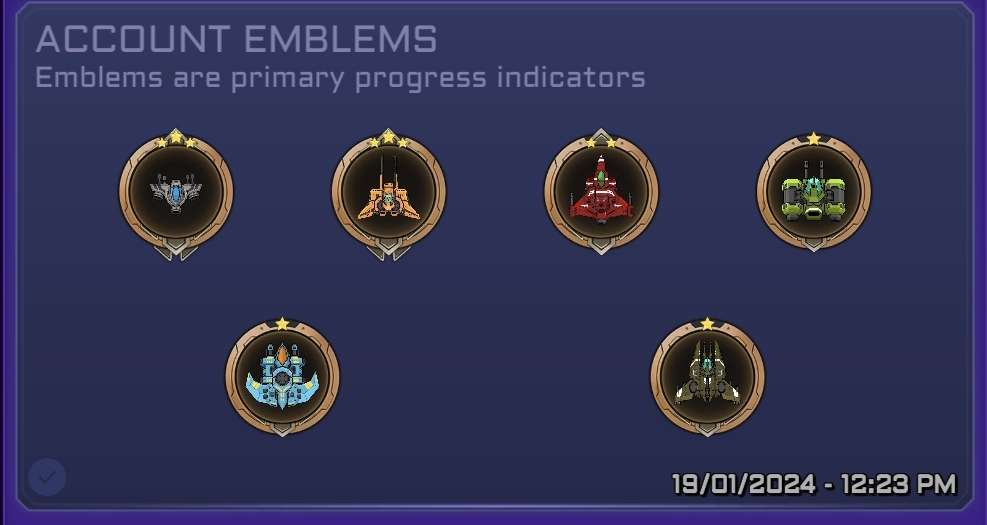 ACCOUNT EMBLEMS
Emblems are primary progress indicators
19/01/2024 - 12:23 PM